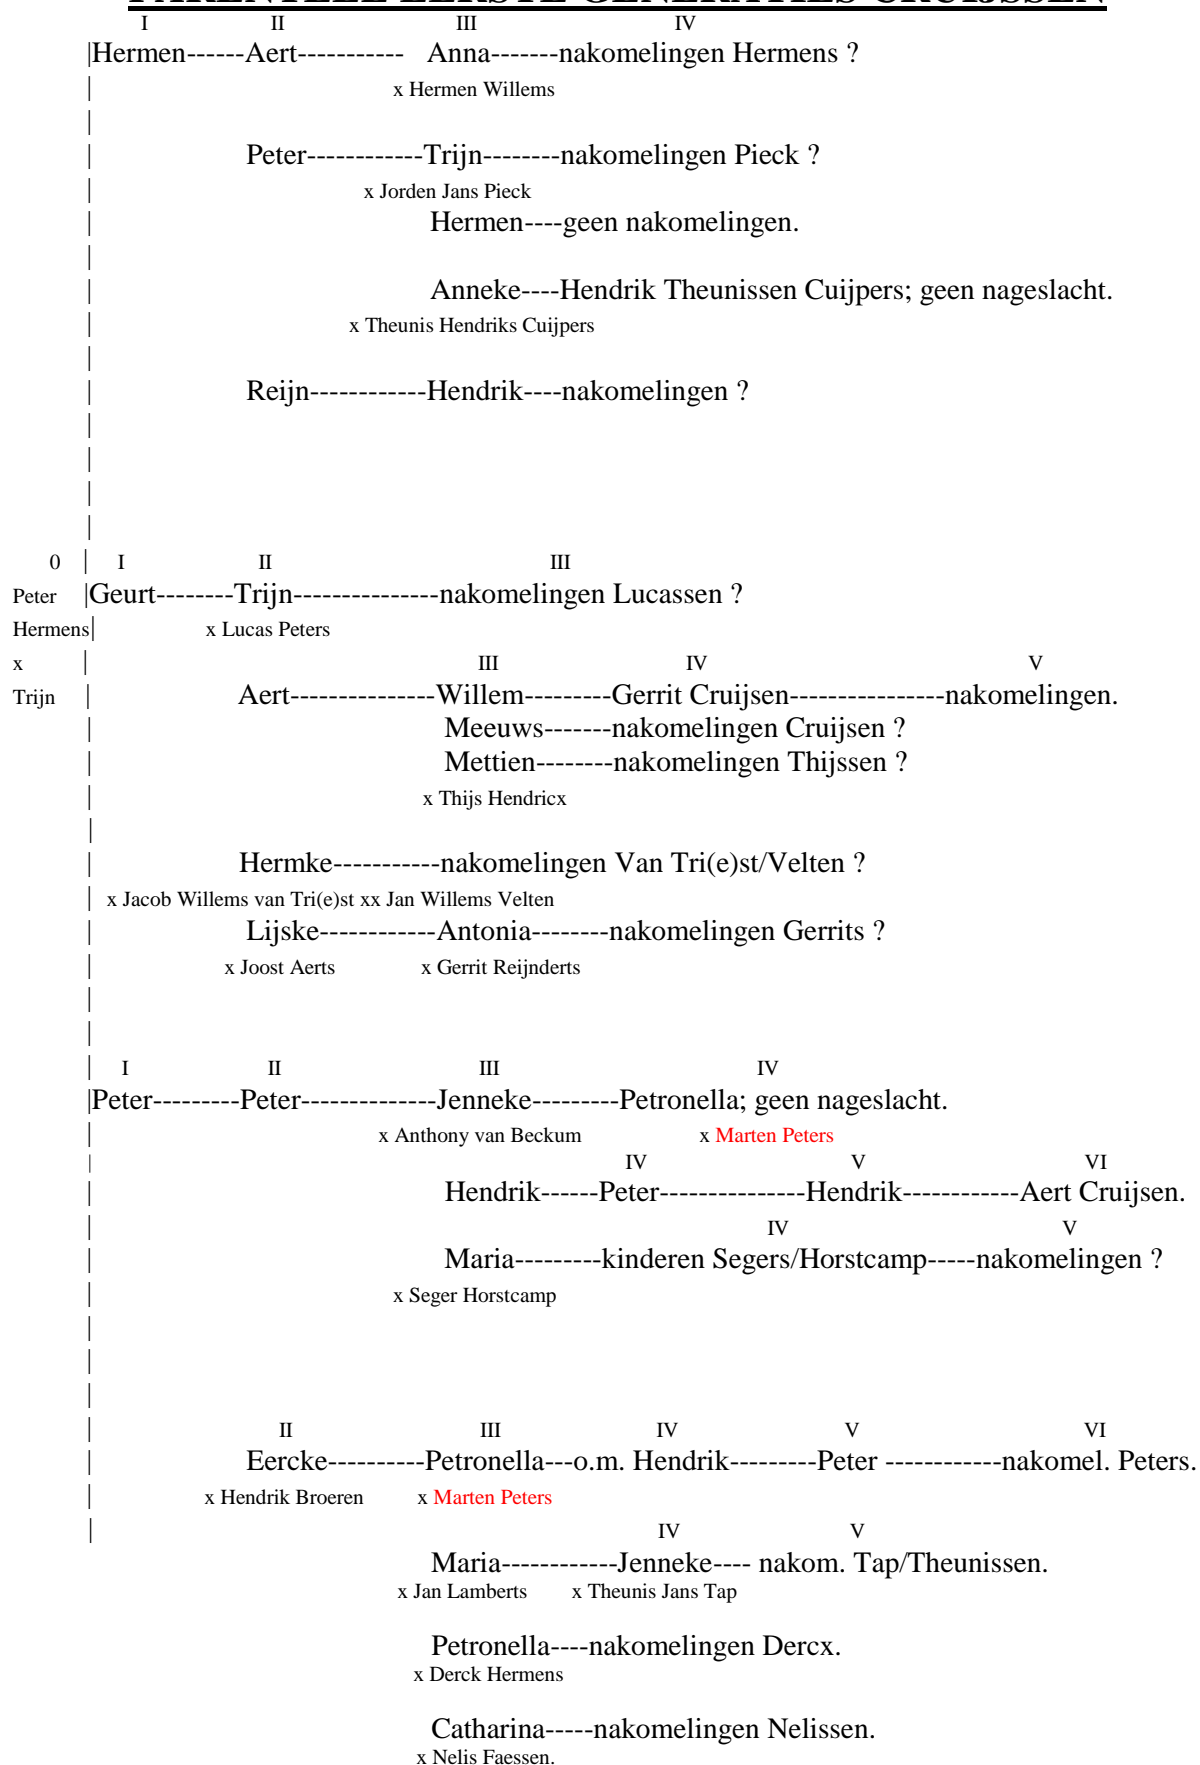 PARENTEEL EERSTE GENERATIES CRUIJSSEN
I II III IV
|Hermen------Aert----------- Anna-------nakomelingen Hermens ?
| x Hermen Willems
|
| Peter------------Trijn--------nakomelingen Pieck ?
| x Jorden Jans Pieck
| Hermen----geen nakomelingen.
|
| Anneke----Hendrik Theunissen Cuijpers; geen nageslacht.
| x Theunis Hendriks Cuijpers
|
| Reijn------------Hendrik----nakomelingen ?
|
|
|
|
0 | I II III
Peter |Geurt--------Trijn---------------nakomelingen Lucassen ?
Hermens| x Lucas Peters
x | III IV V
Trijn | Aert---------------Willem---------Gerrit Cruijsen----------------nakomelingen.
| Meeuws-------nakomelingen Cruijsen ?
| Mettien--------nakomelingen Thijssen ?
| x Thijs Hendricx
|
| Hermke-----------nakomelingen Van Tri(e)st/Velten ?
| x Jacob Willems van Tri(e)st xx Jan Willems Velten
| Lijske------------Antonia--------nakomelingen Gerrits ?
| x Joost Aerts x Gerrit Reijnderts
|
|
| I II III IV
|Peter---------Peter--------------Jenneke---------Petronella; geen nageslacht.
| x Anthony van Beckum x Marten Peters
| IV V VI
| Hendrik------Peter---------------Hendrik------------Aert Cruijsen.
| IV V
| Maria---------kinderen Segers/Horstcamp-----nakomelingen ?
| x Seger Horstcamp
|
|
|
| II III IV V VI
| Eercke----------Petronella---o.m. Hendrik---------Peter ------------nakomel. Peters.
| x Hendrik Broeren x Marten Peters
| IV V
Maria------------Jenneke---- nakom. Tap/Theunissen.
x Jan Lamberts x Theunis Jans Tap
Petronella----nakomelingen Dercx.
x Derck Hermens
Catharina-----nakomelingen Nelissen.
x Nelis Faessen.